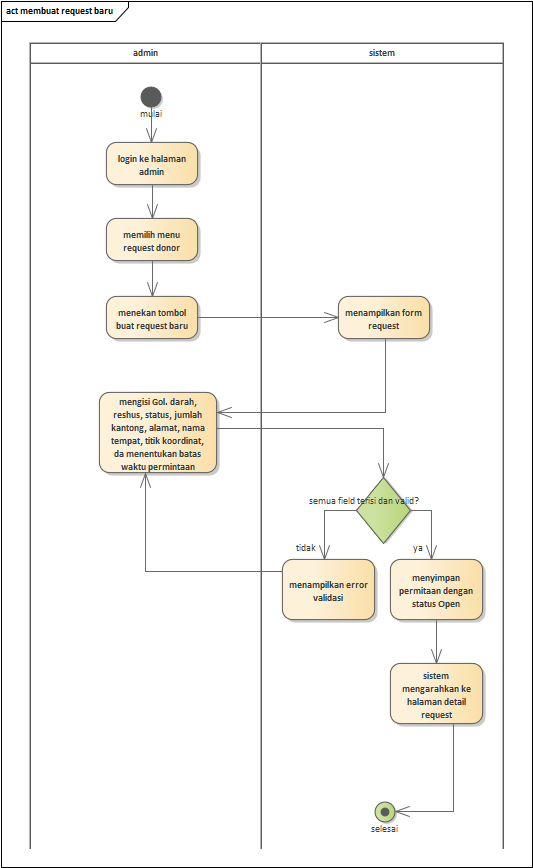 act membuat request baru
admin
sistem
mulai
login ke halaman
admin
memilih menu
request donor
menekan tombol
buat request baru
menampilkan form
request
mengisi Gol. darah,
reshus, status, jumlah
kantong, alamat, nama
tempat, titik koordinat,
da menentukan batas
waktu permintaan
semua field terisi dan valid?
tidak
ya
menampilkan error
validasi
menyimpan
permitaan dengan
status Open
sistem
mengarahkan ke
halaman detail
request
selesai